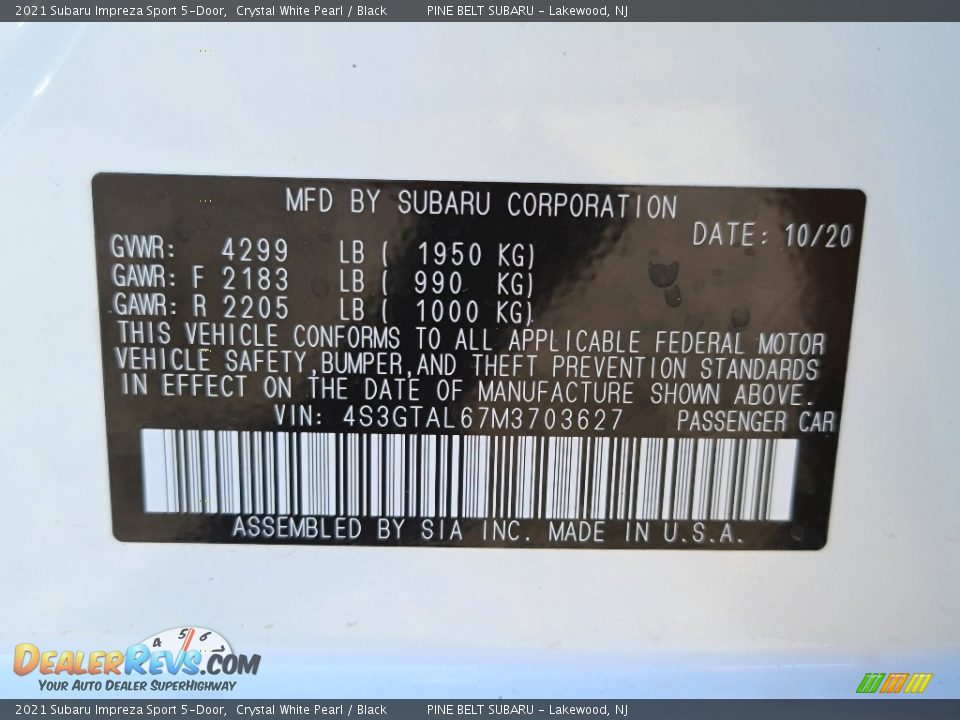 2021 Subaru Impreza Sport 5-Door,  Crystal White Pearl / Black          PINE BELT SUBARU - Lakewood, NJ
MFD BY SUBARU CORPORATION
DATE: 10/20
GVWR: 4299 LB ( 1950 KG)
GAWR: F 2183 LB ( 990 KG)
GAWR: R 2205 LB ( 1000 KG)
THIS VEHICLE CONFORMS TO ALL APPLICABLE FEDERAL MOTOR
VEHICLE SAFETY,BUMPER,AND THEFT PREVENTION STANDARDS
IN EFFECT ON THE DATE OF MANUFACTURE SHOWN ABOVE.
VIN: 4S3GTAL67M3703627 PASSENGER CAR
ASSEMBLED BY SIA INC. MADE IN U.S.A.
4 5 6 7
DEALERREVS.COM
YOUR AUTO DEALER SUPERHIGHWAY
2021 Subaru Impreza Sport 5-Door,  Crystal White Pearl / Black          PINE BELT SUBARU - Lakewood, NJ